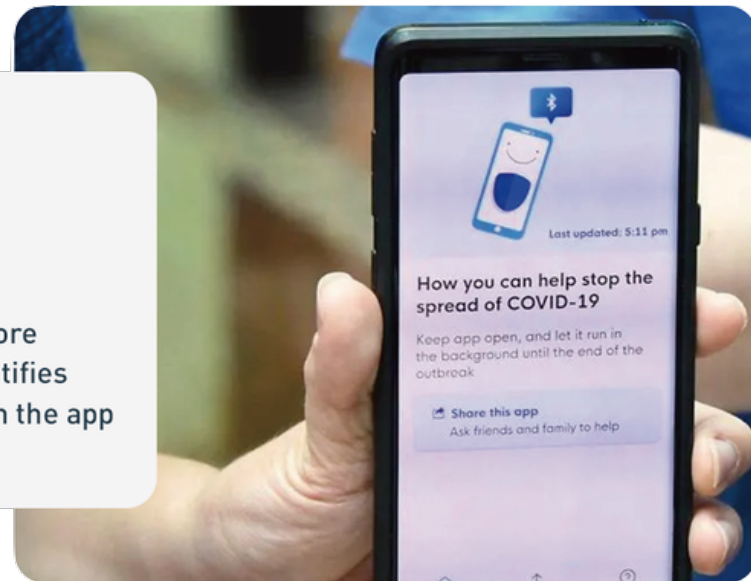 tifies
n the app
Last updated: 5:11 pm
How you can help stop the
spread of COVID-19
Keep app open, and let it run in
the background until the end of the
outbreak
Share this app
Ask friends and family to help